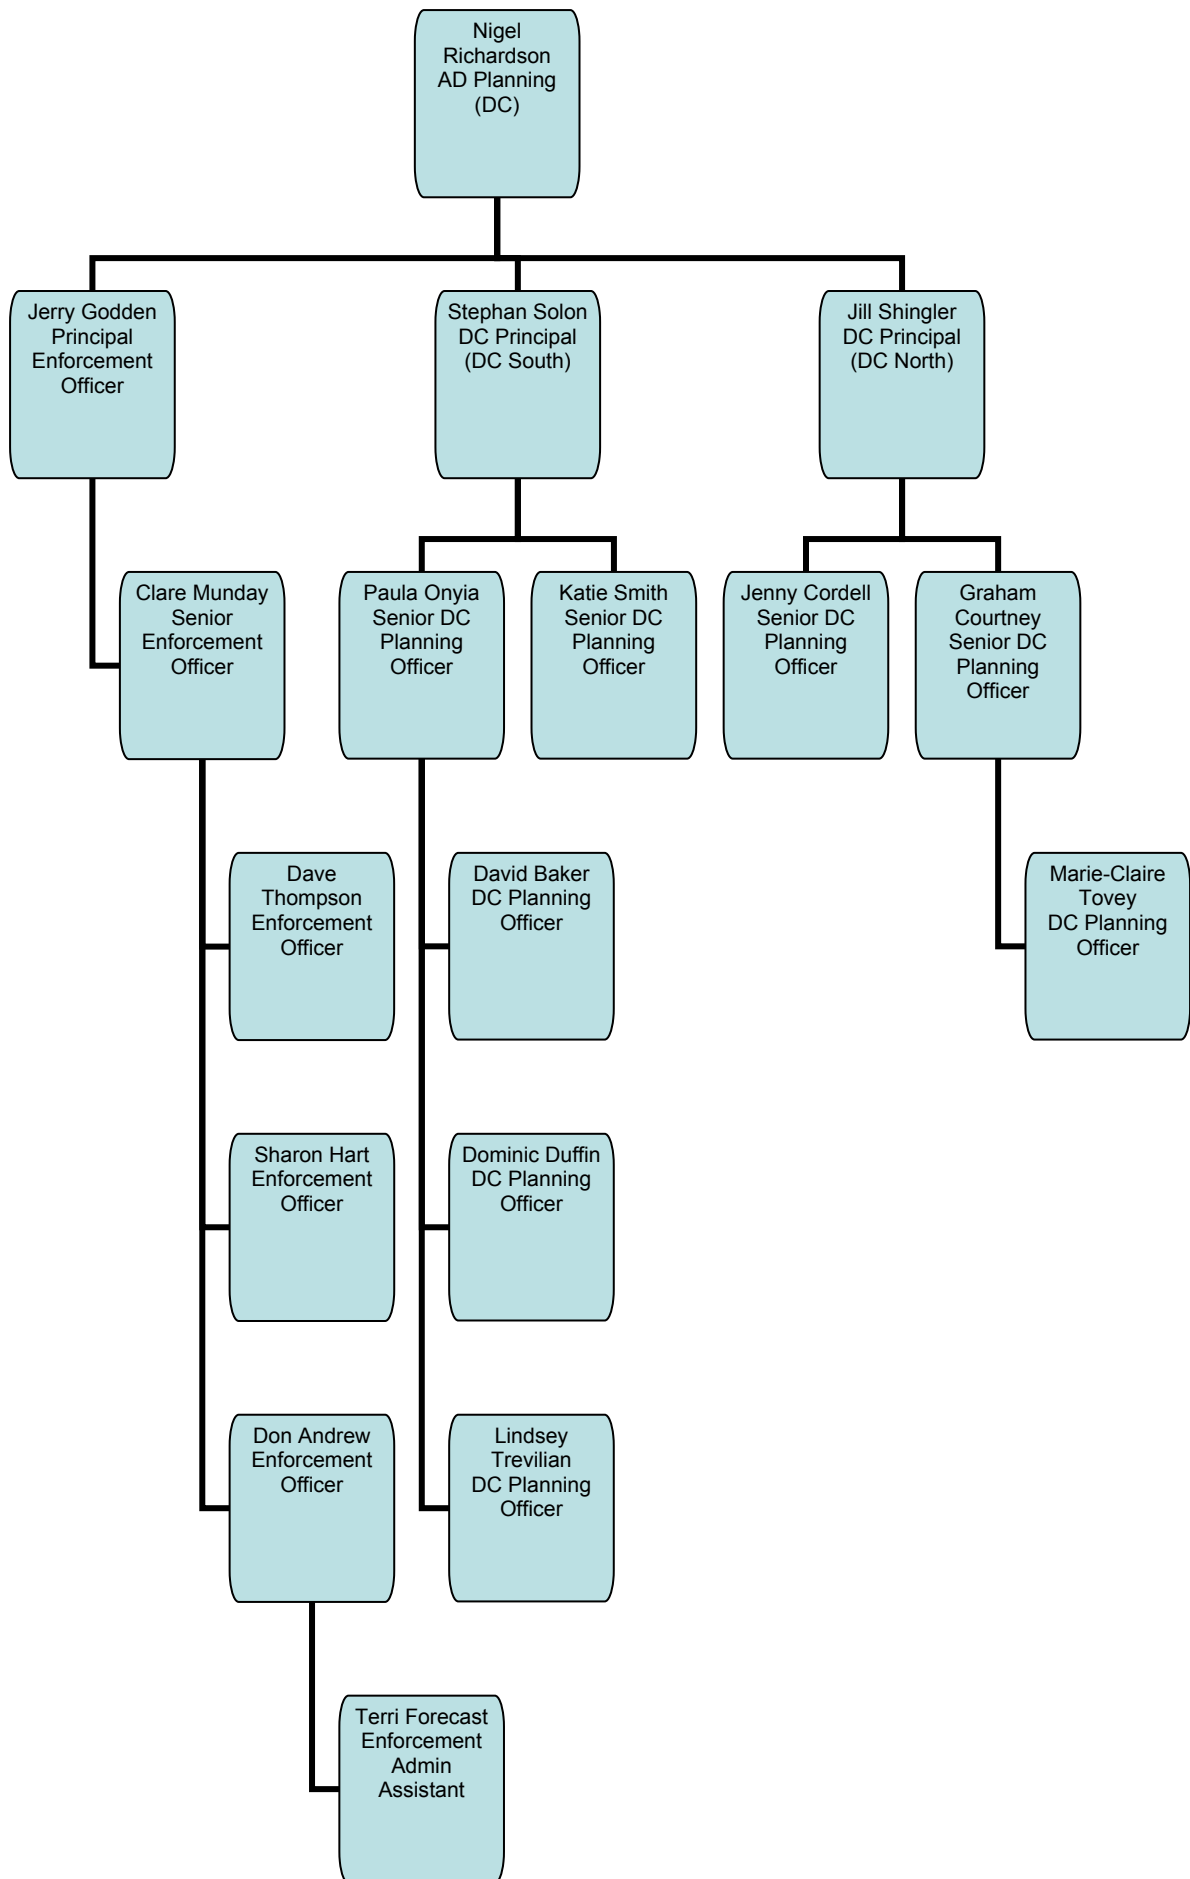 Nigel
Richardson
AD Planning
(DC)
Jerry Godden
Principal
Enforcement
Officer
Stephan Solon
DC Principal
(DC South)
Jill Shingler
DC Principal
(DC North)
Clare Munday
Senior
Enforcement
Officer
Paula Onyia
Senior DC
Planning
Officer
Katie Smith
Senior DC
Planning
Officer
Jenny Cordell
Senior DC
Planning
Officer
Graham
Courtney
Senior DC
Planning
Officer
Dave
Thompson
Enforcement
Officer
David Baker
DC Planning
Officer
Marie-Claire
Tovey
DC Planning
Officer
Sharon Hart
Enforcement
Officer
Dominic Duffin
DC Planning
Officer
Don Andrew
Enforcement
Officer
Lindsey
Trevilian
DC Planning
Officer
Terri Forecast
Enforcement
Admin
Assistant